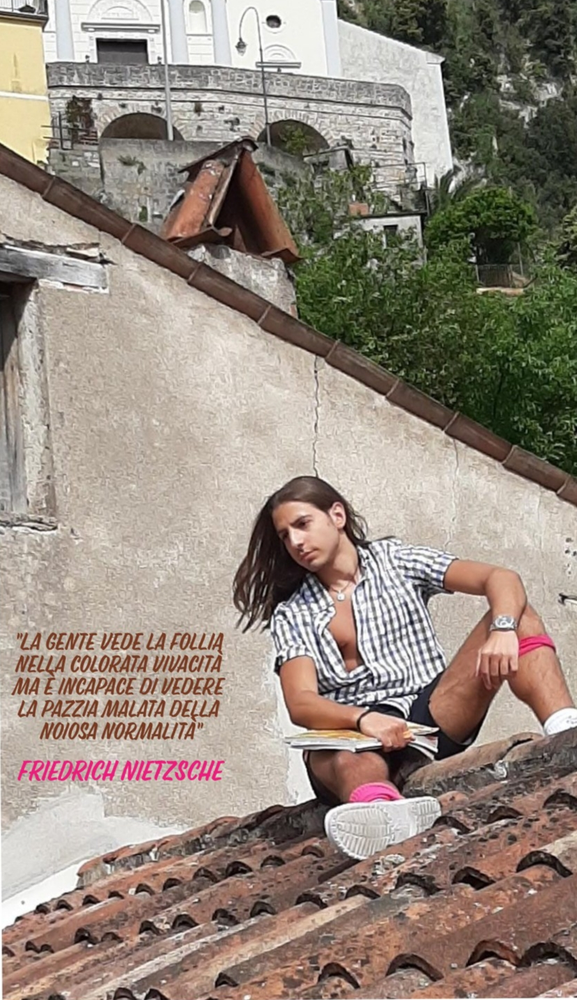 "LA GENTE VEDE LA FOLLIA
NELLA COLORATA VIVACITÀ
MA È INCAPACE DI VEDERE
LA PAZZIA MALATA DELLA
NOIOSA NORMALITÀ"
FRIEDRICH NIETZSCHE